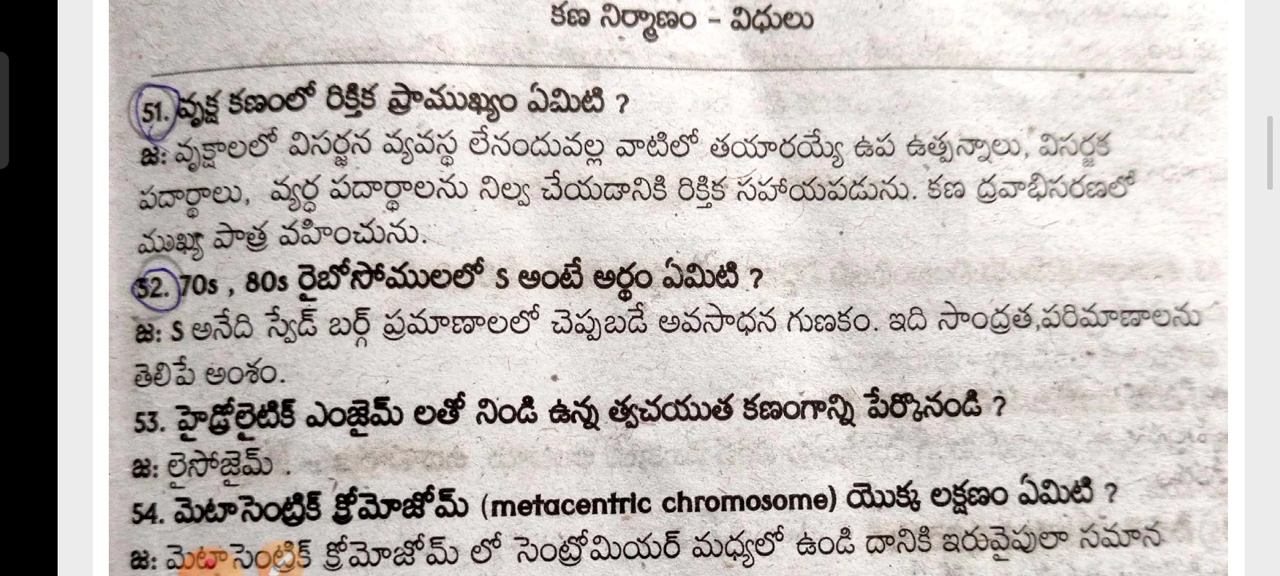 కణ నిర్మాణం - విధులు
51. వృక్ష కణంలో రిక్తిక ప్రాముఖ్యం ఏమిటి ?
జ: వృక్షాలలో విసర్జన వ్యవస్థ లేనందువల్ల వాటిలో తయారయ్యే ఉప ఉత్పన్నాలు, విసర్జక
పదార్థాలు, వ్యర్ధ పదార్థాలను నిల్వ చేయడానికి రిక్తిక సహాయపడును. కణ ద్రవాభిసరణలో
ముఖ్య పాత్ర వహించును.
52. 70s , 80s రైబోసోములలో S అంటే అర్థం ఏమిటి ?
జ: S అనేది స్వేడ్ బర్గ్ ప్రమాణాలలో చెప్పబడే అవసాధన గుణకం. ఇది సాంద్రత,పరిమాణాలను
తెలిపే అంశం.
53. హైడ్రోలైటిక్ ఎంజైమ్ లతో నిండి ఉన్న త్వచయుత కణంగాన్ని పేర్కొనండి ?
జ: లైసోజైమ్ .
54. మెటాసెంట్రిక్ క్రోమోజోమ్ (metacentric chromosome) యొక్క లక్షణం ఏమిటి ?
జ: మెటాసెంట్రిక్ క్రోమోజోమ్ లో సెంట్రోమియర్ మధ్యలో ఉండి దానికి ఇరువైపులా సమాన